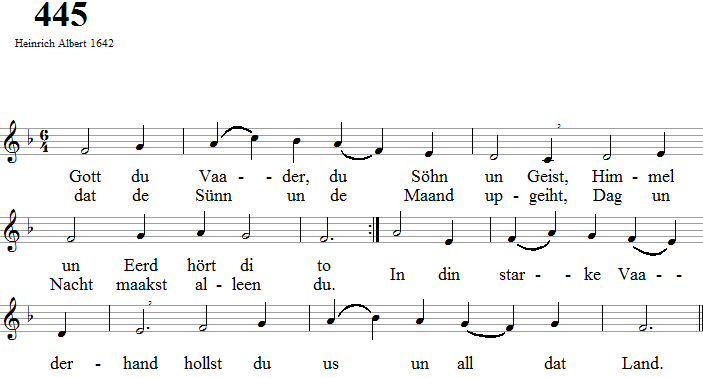 445
Heinrich Albert 1642
6
4
Gott du Vaa - - der, du Söhn un Geist, Him - mel
dat de Sünn un de Maand up - geiht, Dag un
un Eerd hört di to
Nacht maakst al - leen du.
In din star - - ke Vaa - -
der - hand hollst du us un all dat Land.